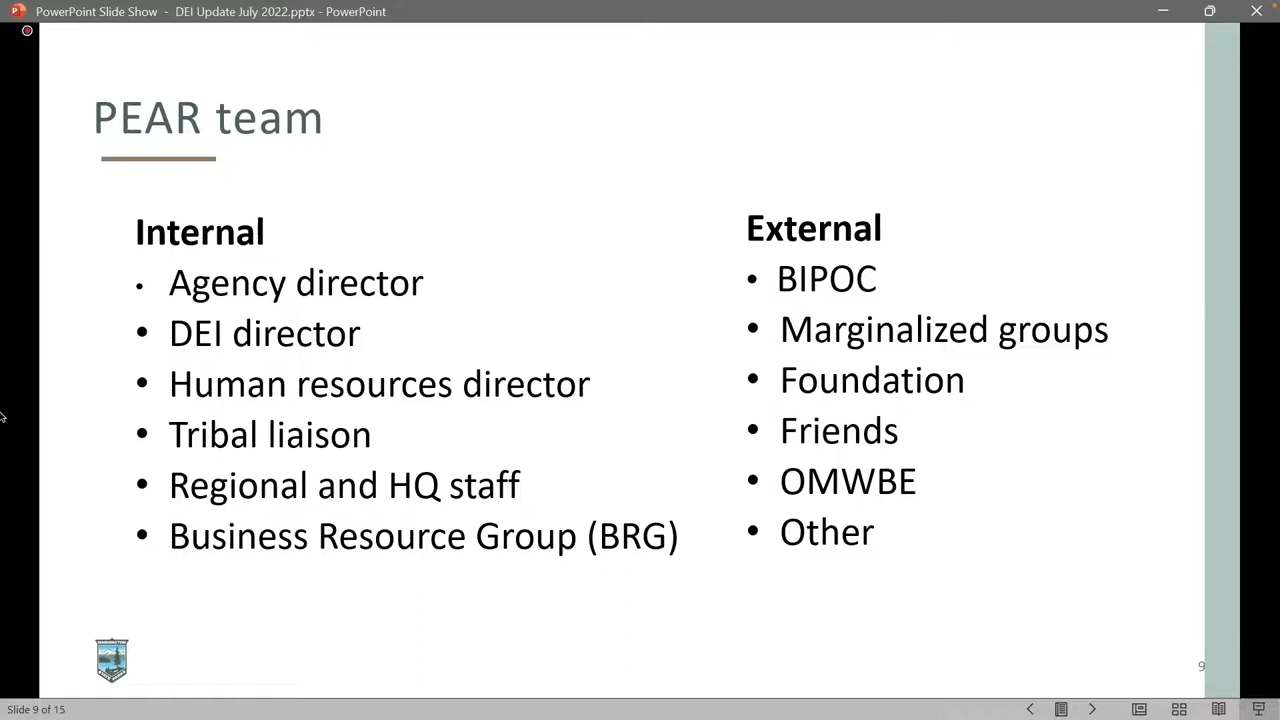 PowerPoint Slide Show - DEI Update July 2022.pptx - PowerPoint
PEAR team
Internal
• Agency director
• DEI director
• Human resources director
• Tribal liaison
• Regional and HQ staff
• Business Resource Group (BRG)
External
• BIPOC
• Marginalized groups
• Foundation
• Friends
• OMWBE
• Other
9
Slide 9 of 15